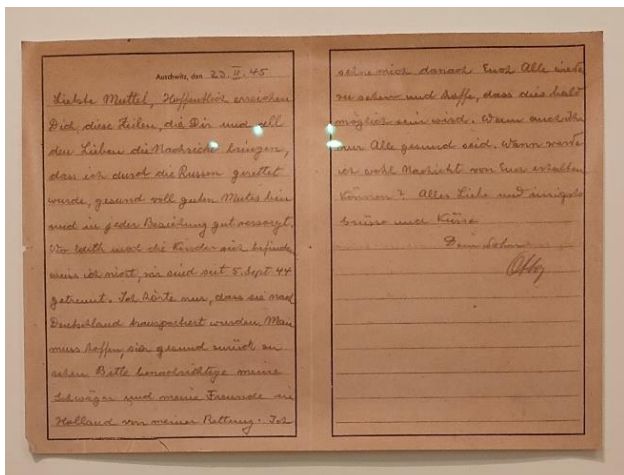 Auschwitz, den 23.II.45
Liebste Mutter, Hoffentlich erreichen
Dich diese Zeilen, die Dir und all
den Lieben die Nachricht bringen,
dass ich durch die Russen gerettet
wurde, gesund voll guten Mutes bin
und in jeder Beziehung gut versorgt.
Wo Edith und die Kinder sich befinden
weiss ich nicht, wir sind seit 5. Sept 44
getrennt. Ich hörte nur, dass sie nach
Deutschland transportiert wurden. Man
muss hoffen, sie gesund zurück zu
sehen Bitte benachrichtige meine
Schwäger und meine Freunde in
Holland von meiner Rettung. Ich
sehne mich danach Euch Alle wieder
zu sehen und hoffe, dass dies bald
möglich sein wird. Wenn auch Ihr
nur Alle gesund seid. Wann werde
ich wohl Nachricht von Euch erhalten
können? Alles Liebe und innigste
Grüsse und Küsse
Dein Sohn
Otto